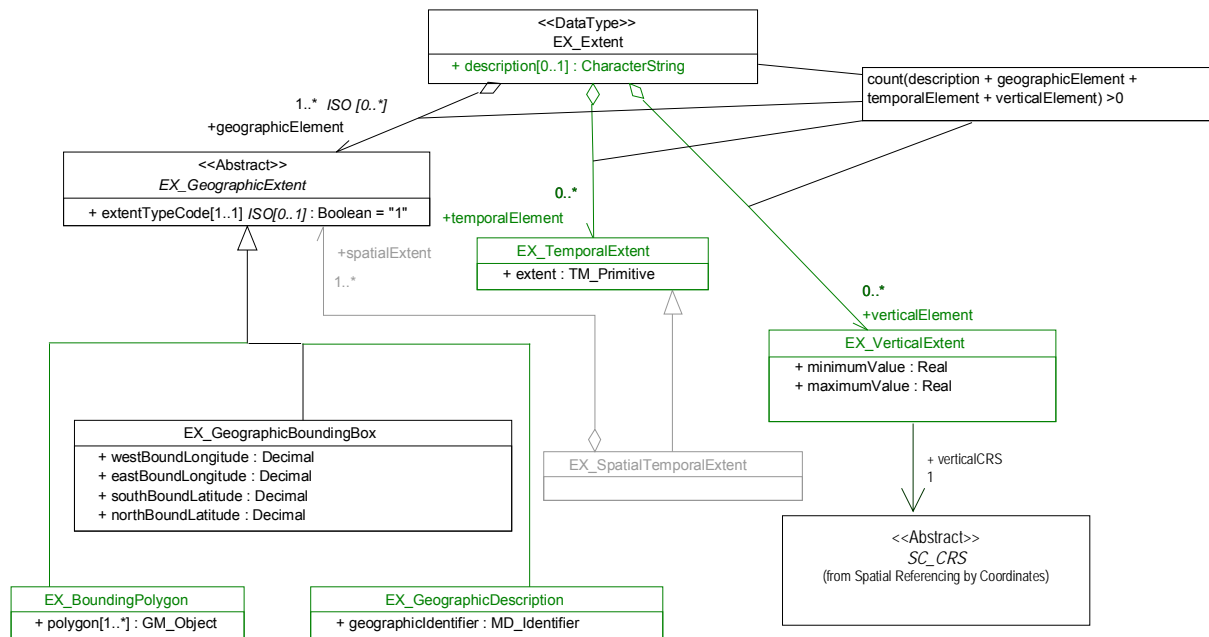 <<DataType>>
EX_Extent
+ description[0..1] : CharacterString
count(description + geographicElement +
temporalElement + verticalElement) >0
1..* ISO [0..*]
+geographicElement
<<Abstract>>
EX_GeographicExtent
+ extentTypeCode[1..1] ISO[0..1] : Boolean = "1"
0..*
+temporalElement
+spatialExtent
1..*
EX_TemporalExtent
+ extent : TM_Primitive
0..*
+verticalElement
EX_VerticalExtent
+ minimumValue : Real
+ maximumValue : Real
EX_GeographicBoundingBox
+ westBoundLongitude : Decimal
+ eastBoundLongitude : Decimal
+ southBoundLatitude : Decimal
+ northBoundLatitude : Decimal
EX_SpatialTemporalExtent
+ verticalCRS
1
<<Abstract>>
SC_CRS
(from Spatial Referencing by Coordinates)
EX_BoundingPolygon
+ polygon[1..*] : GM_Object
EX_GeographicDescription
+ geographicIdentifier : MD_Identifier